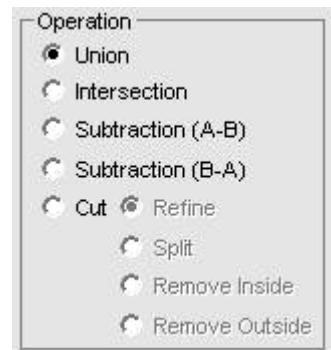 Operation
Union
Intersection
Subtraction (A-B)
Subtraction (B-A)
Cut Refine
Split
Remove Inside
Remove Outside